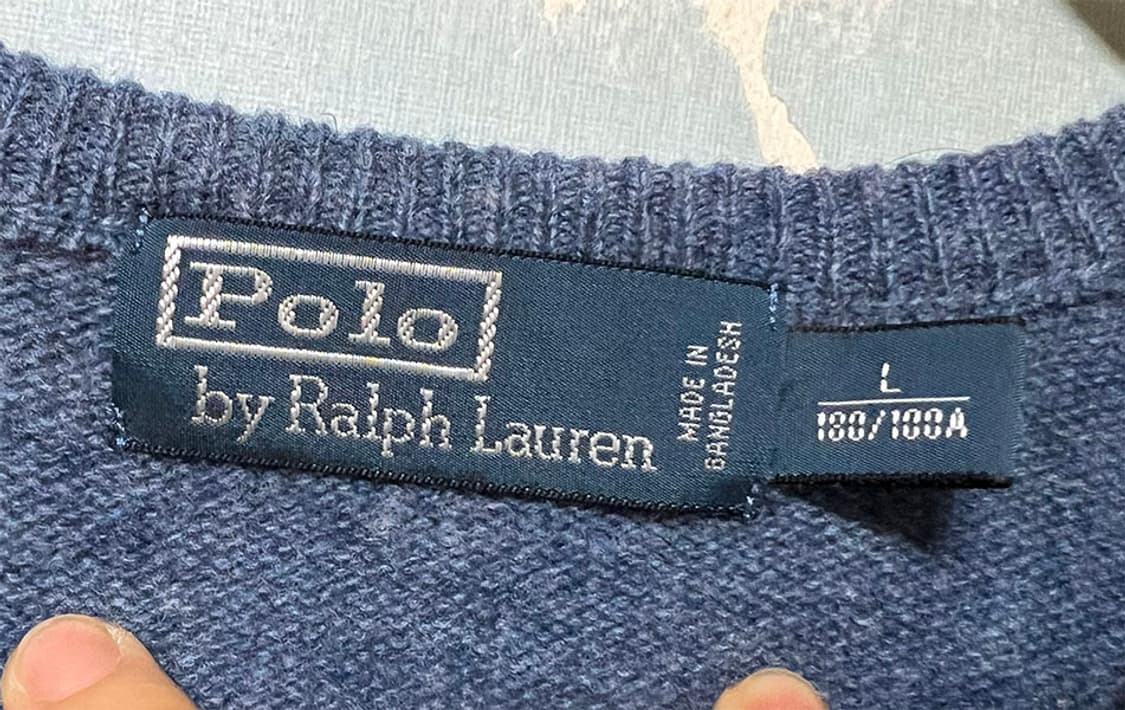 Polo
by Ralph Lauren
MADE IN
BANGLADESH
L
180/100A